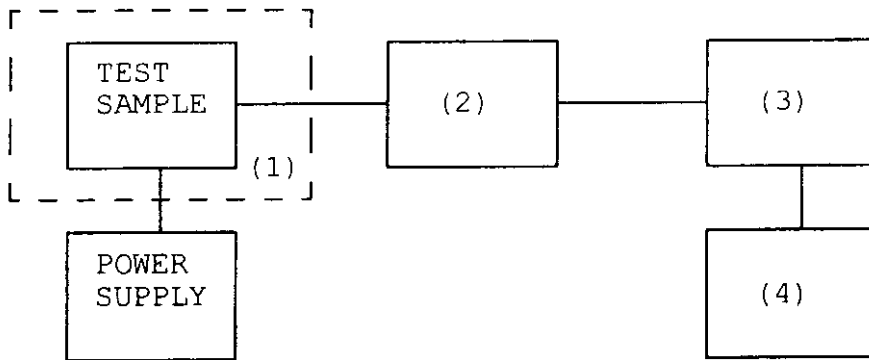 TEST
SAMPLE
(1)
(2)
(3)
POWER
SUPPLY
(4)